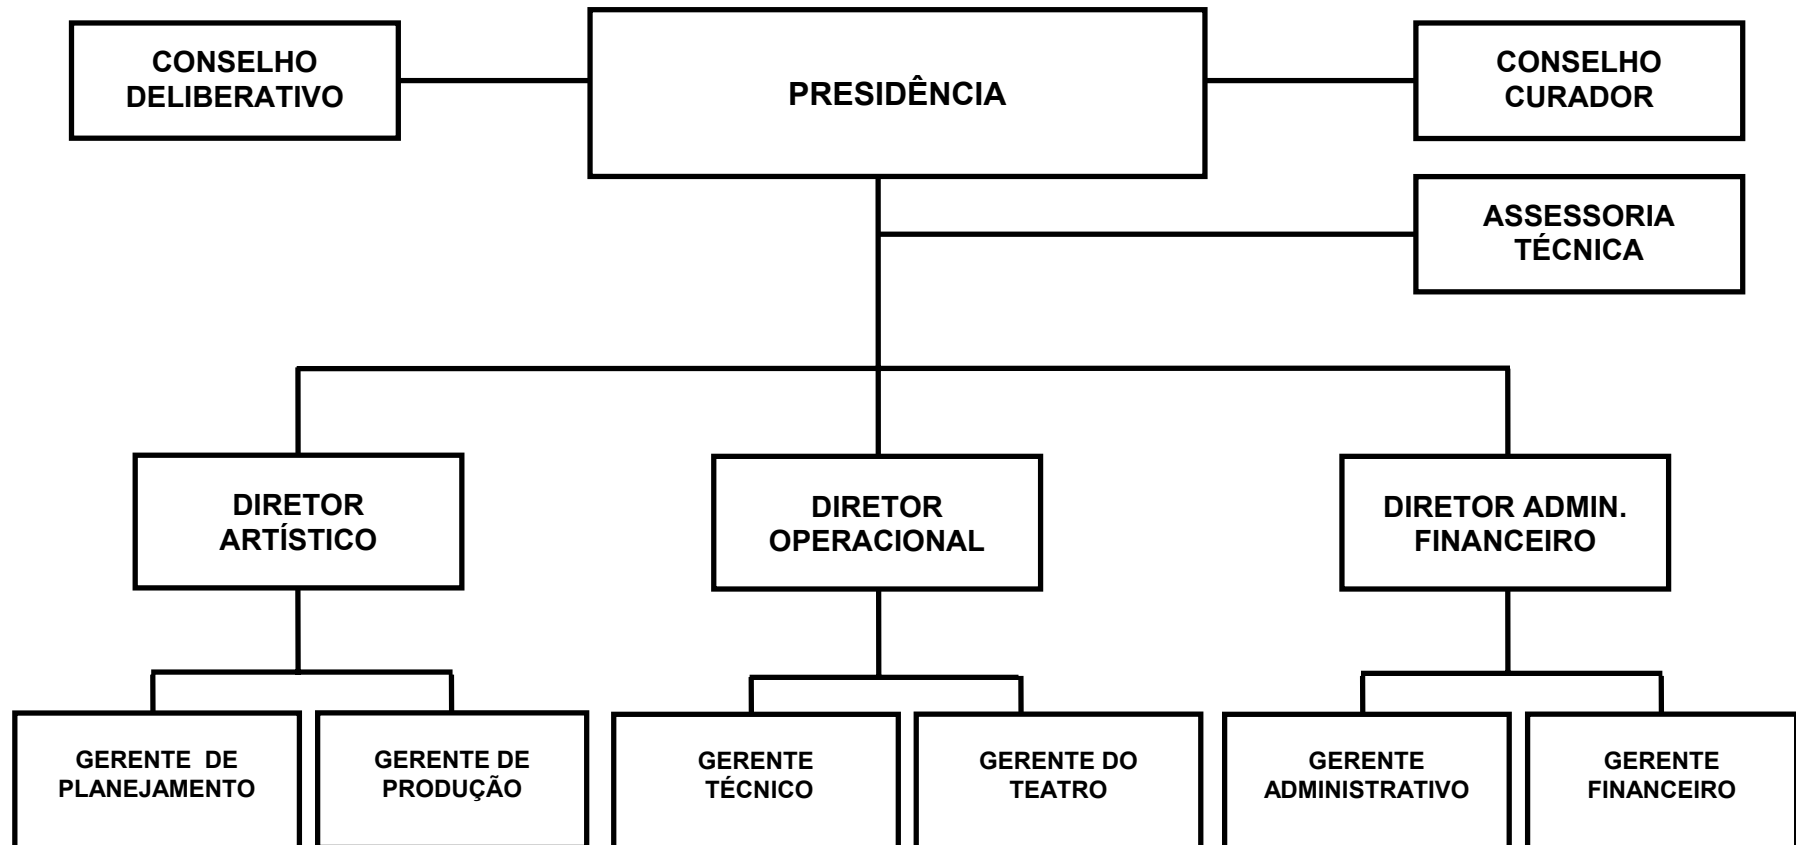 CONSELHO
DELIBERATIVO
PRESIDÊNCIA
CONSELHO
CURADOR
ASSESSORIA
TÉCNICA
DIRETOR
ARTÍSTICO
DIRETOR
OPERACIONAL
DIRETOR ADMIN.
FINANCEIRO
GERENTE DE
PLANEJAMENTO
GERENTE DE
PRODUÇÃO
GERENTE
TÉCNICO
GERENTE DO
TEATRO
GERENTE
ADMINISTRATIVO
GERENTE
FINANCEIRO